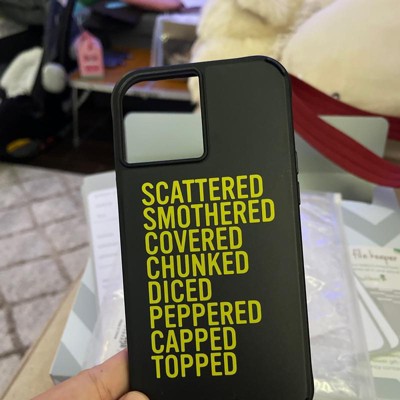 SCATTERED
SMOTHERED
COVERED
CHUNKED
DICED
PEPPERED
CAPPED
TOPPED